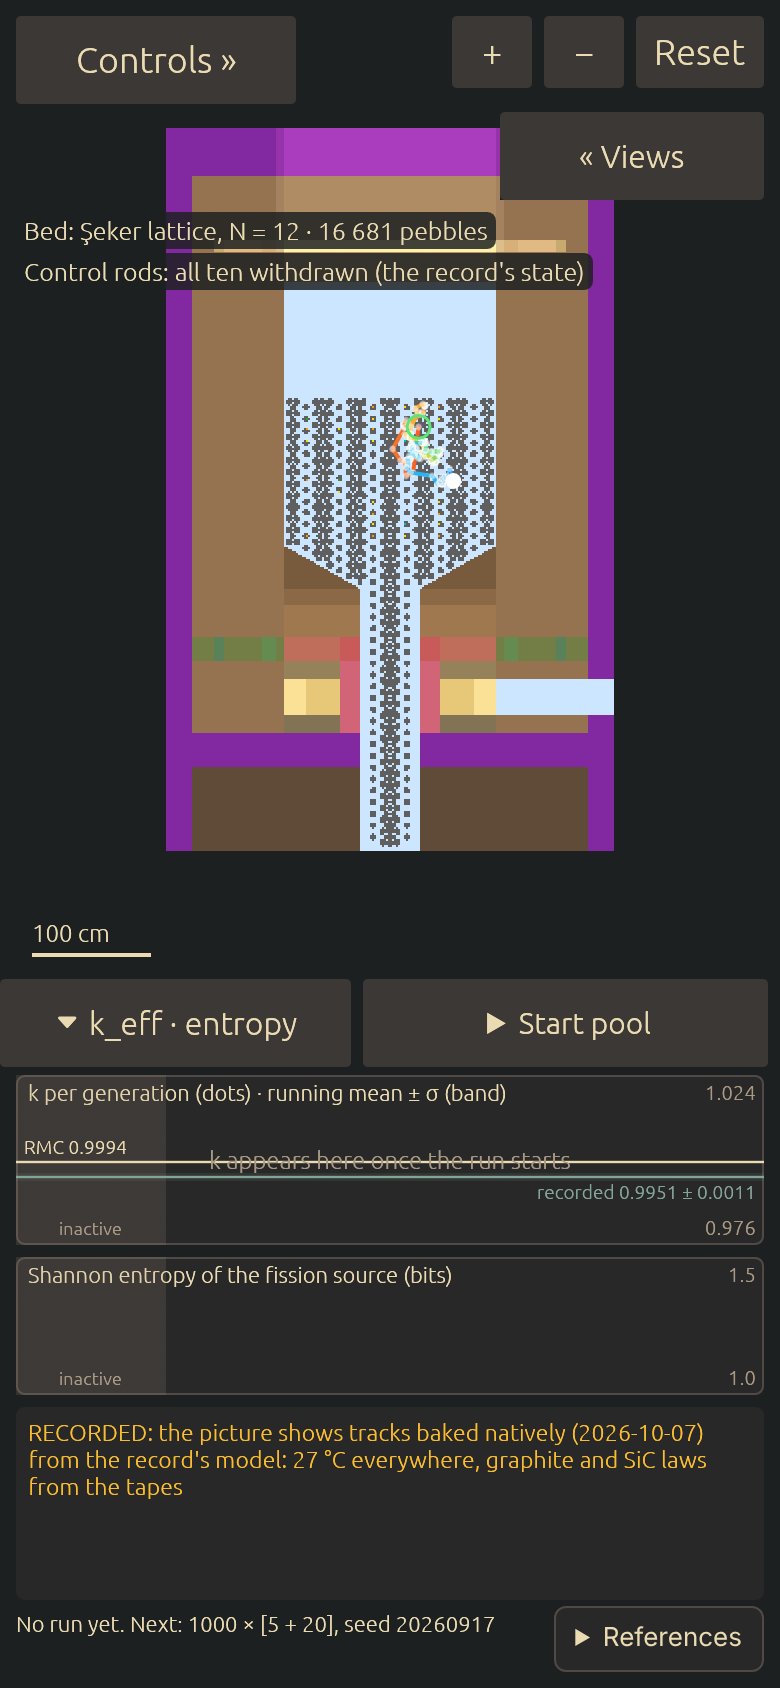 Controls »
+
−
Reset
« Views
Bed: Şeker lattice, N = 12 · 16 681 pebbles
Control rods: all ten withdrawn (the record's state)
100 cm
▼ k_eff · entropy
▶ Start pool
k per generation (dots) · running mean ± σ (band)
1.024
RMC 0.9994
k appears here once the run starts
recorded 0.9951 ± 0.0011
inactive
0.976
Shannon entropy of the fission source (bits)
1.5
inactive
1.0
RECORDED: the picture shows tracks baked natively (2026-10-07)
from the record's model: 27 °C everywhere, graphite and SiC laws
from the tapes
No run yet. Next: 1000 × [5 + 20], seed 20260917
▶ References